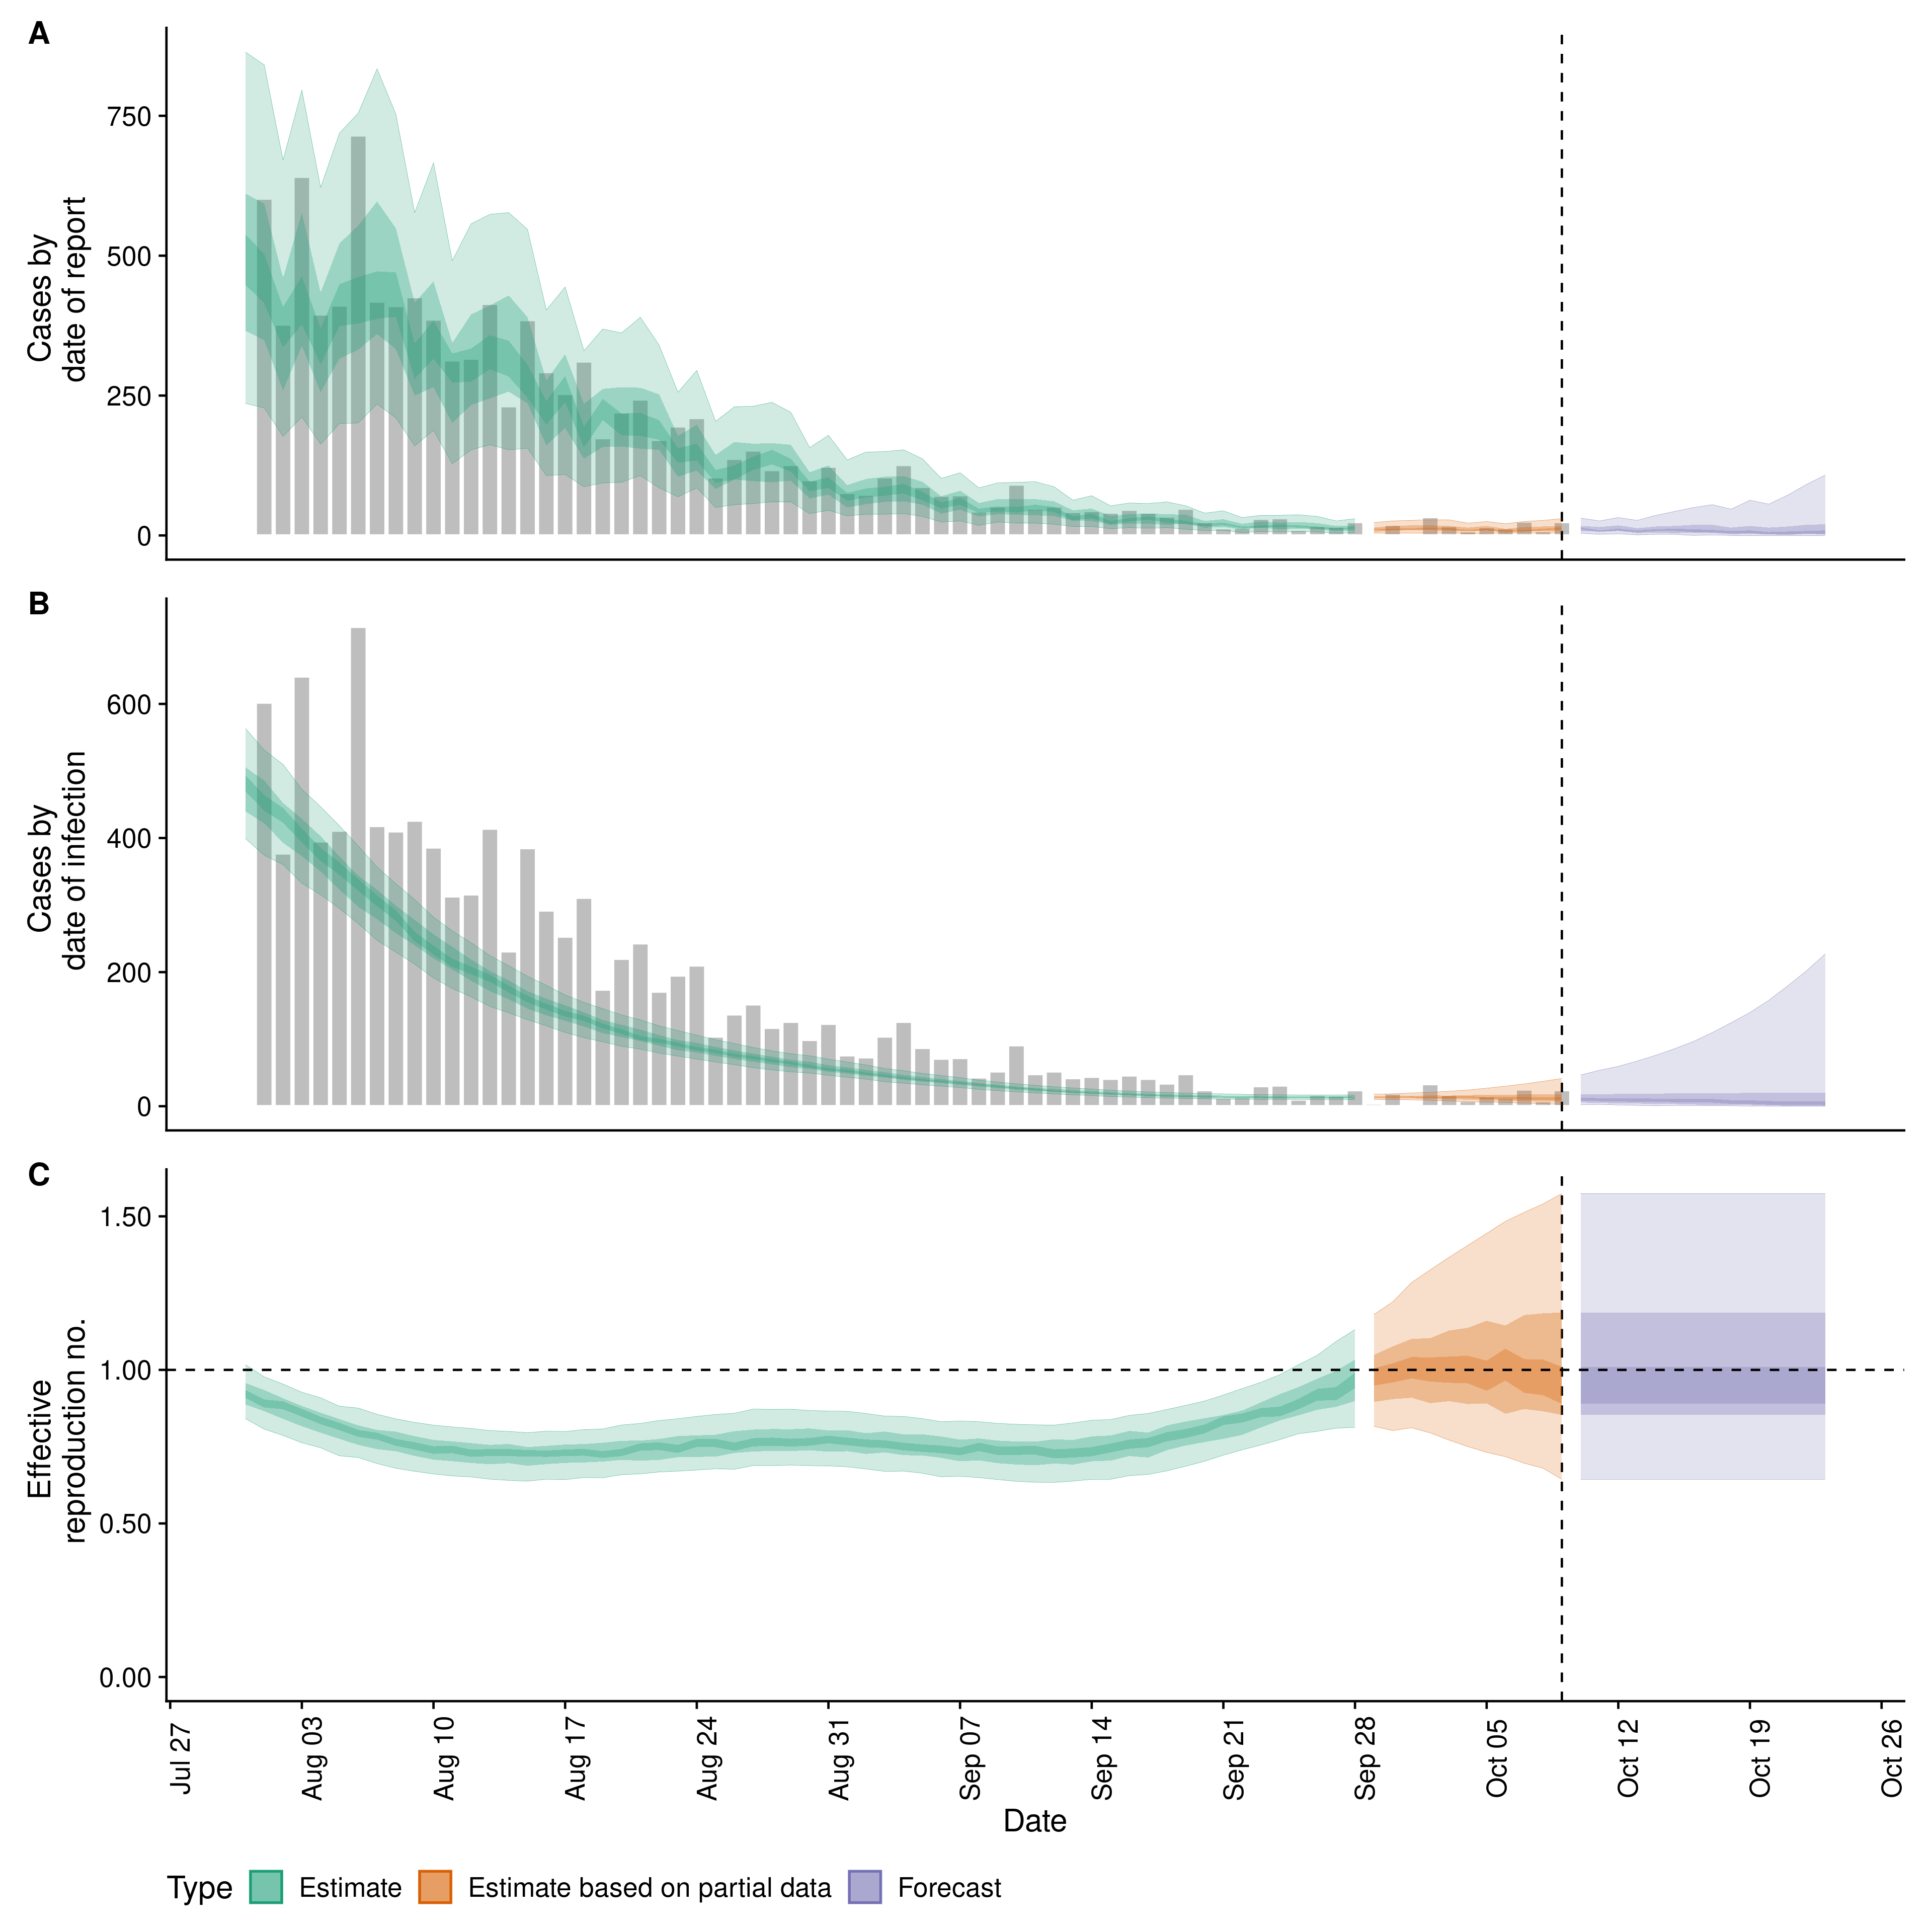 A
Cases by
date of report
750
500
250
0
B
Cases by
date of infection
600
400
200
0
C
Effective
reproduction no.
1.50
1.00
0.50
0.00
Jul 27
Aug 03
Aug 10
Aug 17
Aug 24
Aug 31
Sep 07
Sep 14
Sep 21
Sep 28
Oct 05
Oct 12
Oct 19
Oct 26
Date
Type Estimate Estimate based on partial data Forecast